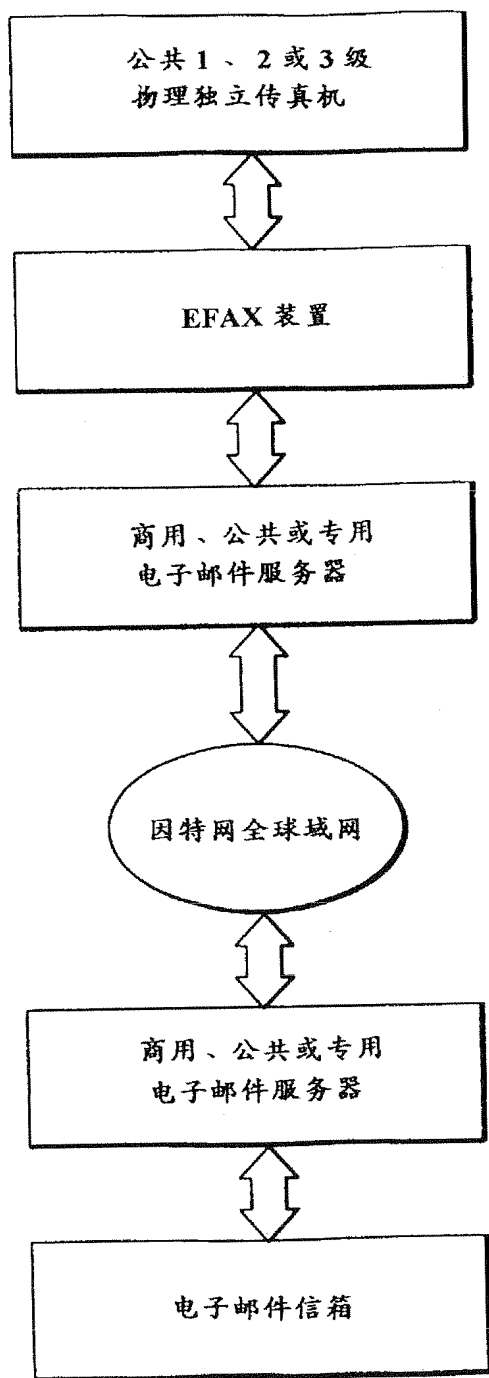 公共1、2或3级
物理独立传真机
EFAX 装置
商用、公共或专用
电子邮件服务器
因特网全球域网
商用、公共或专用
电子邮件服务器
电子邮件信箱